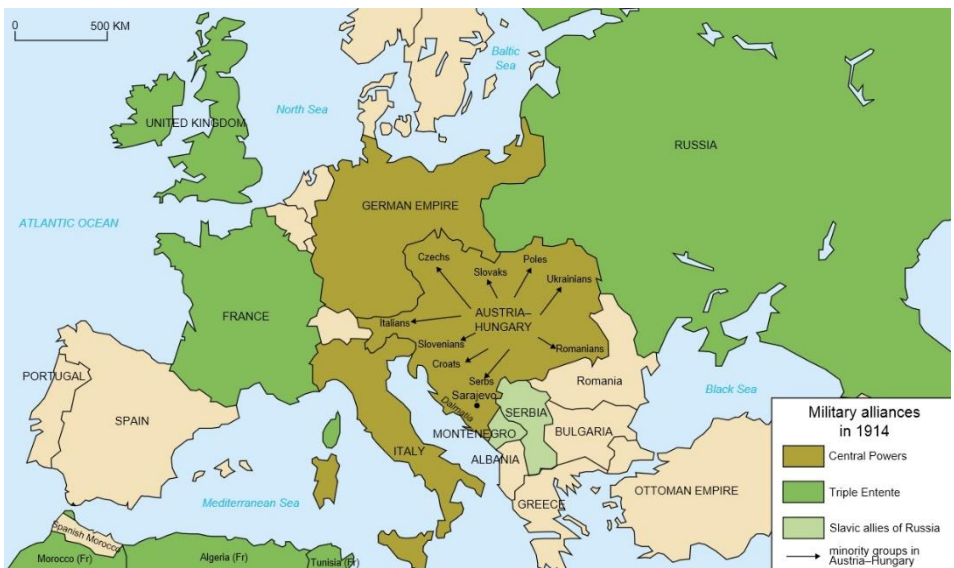 0 500 KM
Baltic
Sea
North Sea
UNITED KINGDOM
RUSSIA
ATLANTIC OCEAN
GERMAN EMPIRE
Czechs
Slovaks
Poles
Ukrainians
FRANCE
AUSTRIA–
HUNGARY
Italians
Slovenians
Croats
Romanians
Serbs
Sarajevo
Dalmatia
PORTUGAL
SPAIN
Romania
Black Sea
SERBIA
MONTENEGRO
BULGARIA
ITALY
ALBANIA
GREECE
OTTOMAN EMPIRE
Mediterranean Sea
Spanish Morocco
Morocco (Fr)
Algeria (Fr)
Tunisia (Fr)
Military alliances
in 1914
Central Powers
Triple Entente
Slavic allies of Russia
minority groups in
Austria–Hungary